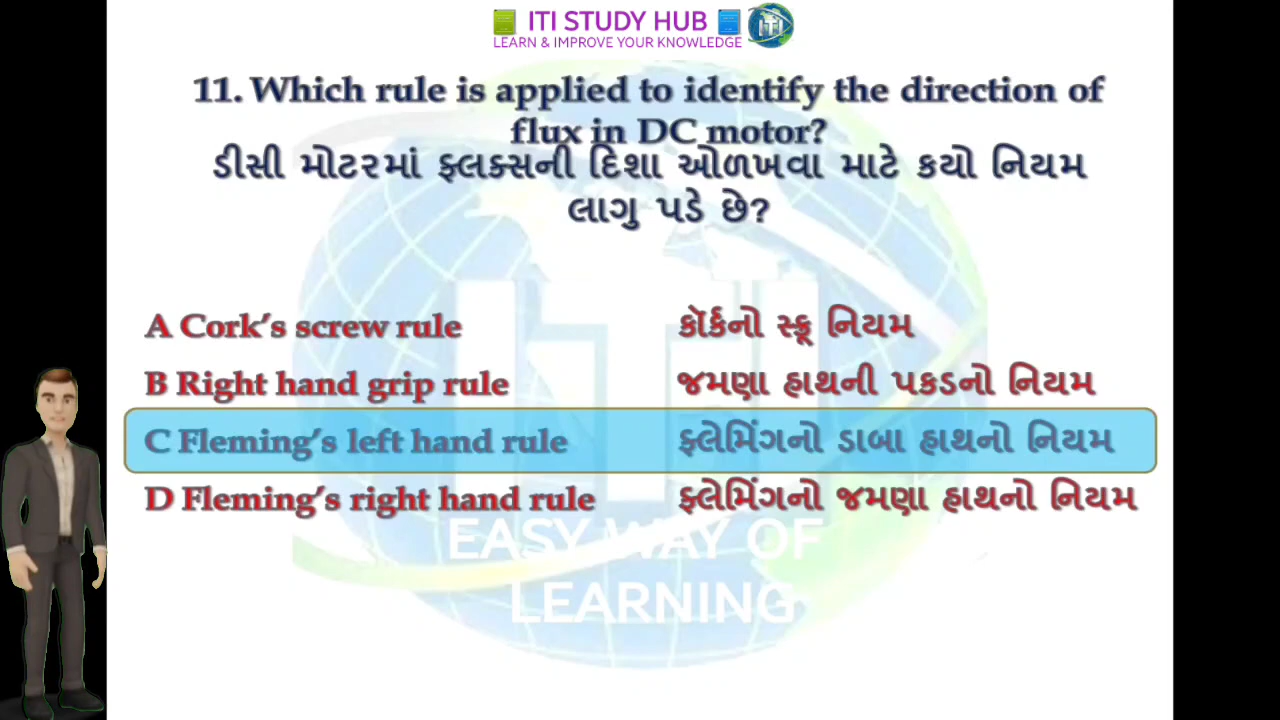 ITI STUDY HUB
LEARN & IMPROVE YOUR KNOWLEDGE
ITI
11. Which rule is applied to identify the direction of
flux in DC motor?
ડીસી મોટરમાં ફ્લક્સની દિશા ઓળખવા માટે કયો નિયમ
લાગુ પડે છે?
A Cork's screw rule કૉર્કનો સ્ક્રૂ નિયમ
B Right hand grip rule જમણા હાથની પકડનો નિયમ
C Fleming's left hand rule ફ્લેમિંગનો ડાબા હાથનો નિયમ
D Fleming's right hand rule ફ્લેમિંગનો જમણા હાથનો નિયમ
ITI
EASY WAY OF
LEARNING